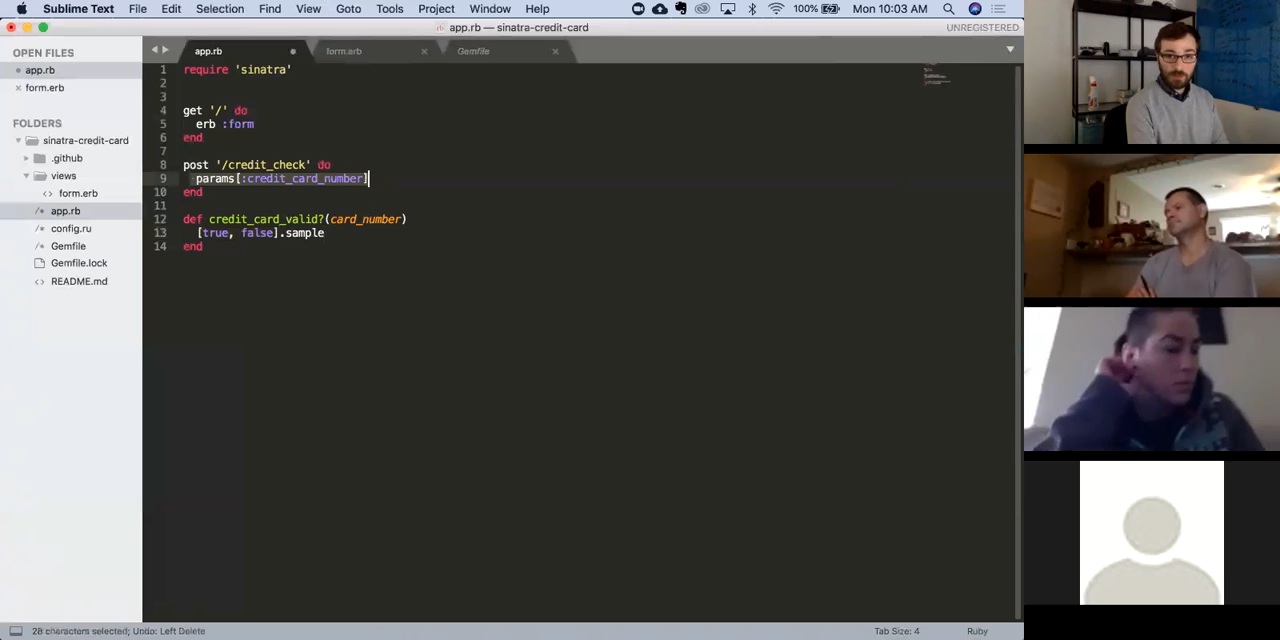 Sublime Text File Edit Selection Find View Goto Tools Project Window Help 100% Mon 10:03 AM
app.rb — sinatra-credit-card UNREGISTERED
OPEN FILES
app.rb
form.erb
FOLDERS
sinatra-credit-card
.github
views
form.erb
app.rb
config.ru
Gemfile
Gemfile.lock
README.md
app.rb form.erb Gemfile
1 require 'sinatra'
2
3
4 get '/' do
5 erb :form
6 end
7
8 post '/credit_check' do
9 params[:credit_card_number]
10 end
11
12 def credit_card_valid?(card_number)
13 [true, false].sample
14 end
28 characters selected; Undo: Left Delete Tab Size: 4 Ruby